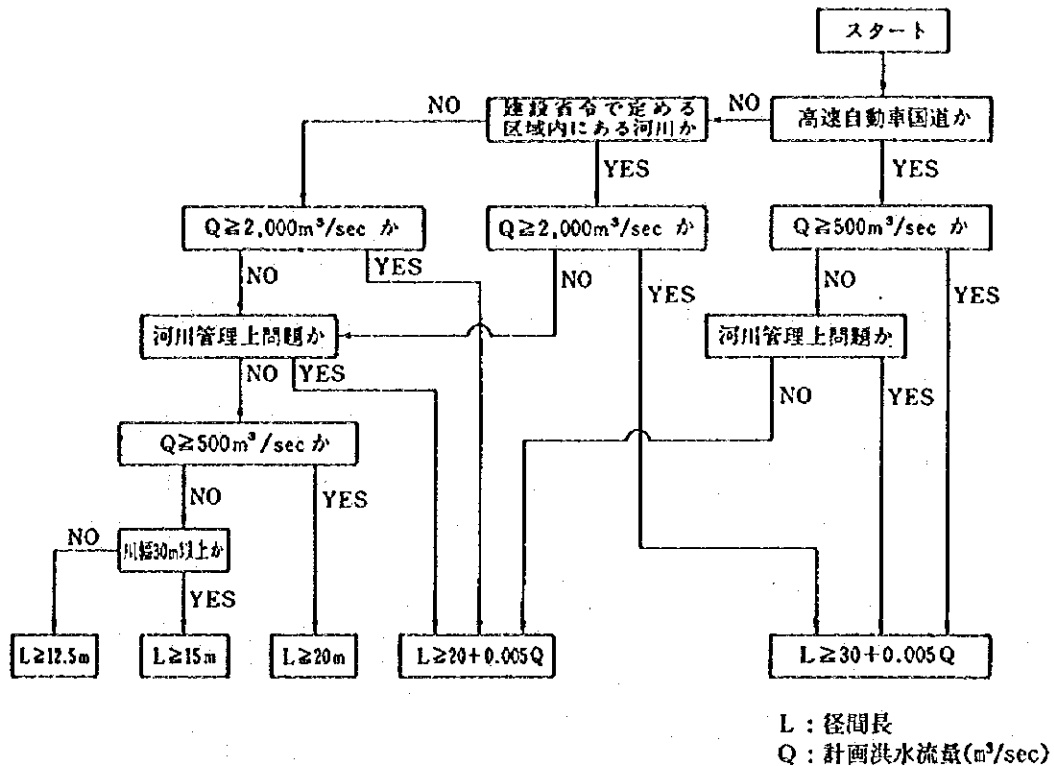 スタート
高速自動車国道か
NO
建設省令で定める
区域内にある河川か
NO
YES
YES
Q≧2,000m³/sec か
Q≧2,000m³/sec か
Q≧500m³/sec か
NO
YES
NO
YES
NO
YES
河川管理上問題か
河川管理上問題か
NO
YES
NO
YES
Q≧500m³/sec か
NO
YES
NO
川幅30m以上か
YES
L≧12.5m
L≧15m
L≧20m
L≧20+0.005Q
L≧30+0.005Q
L：径間長
Q：計画洪水流量(m³/sec)